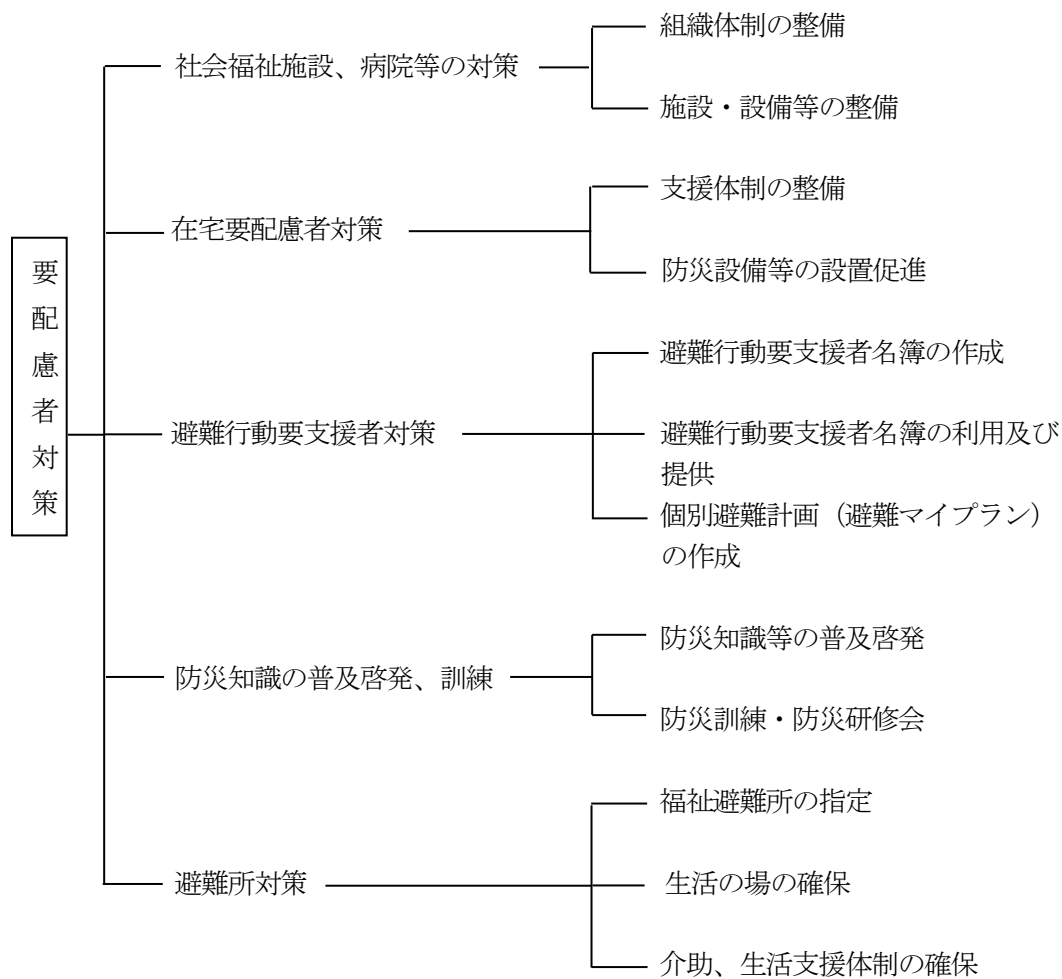 要配慮者対策
社会福祉施設、病院等の対策
組織体制の整備
施設・設備等の整備
在宅要配慮者対策
支援体制の整備
防災設備等の設置促進
避難行動要支援者対策
避難行動要支援者名簿の作成
避難行動要支援者名簿の利用及び
提供
個別避難計画（避難マイプラン）
の作成
防災知識の普及啓発、訓練
防災知識等の普及啓発
防災訓練・防災研修会
避難所対策
福祉避難所の指定
生活の場の確保
介助、生活支援体制の確保